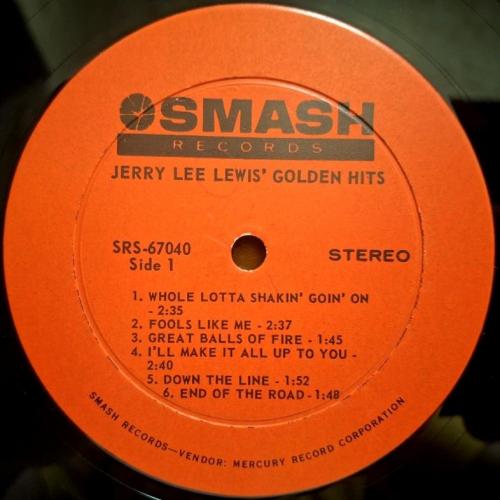 SMASH
RECORDS
JERRY LEE LEWIS' GOLDEN HITS
SRS-67040
Side 1
STEREO
1. WHOLE LOTTA SHAKIN' GOIN' ON
- 2:35
2. FOOLS LIKE ME - 2:37
3. GREAT BALLS OF FIRE - 1:45
4. I'LL MAKE IT ALL UP TO YOU -
2:40
5. DOWN THE LINE - 1:52
6. END OF THE ROAD - 1:48
SMASH RECORDS—VENDOR: MERCURY RECORD CORPORATION